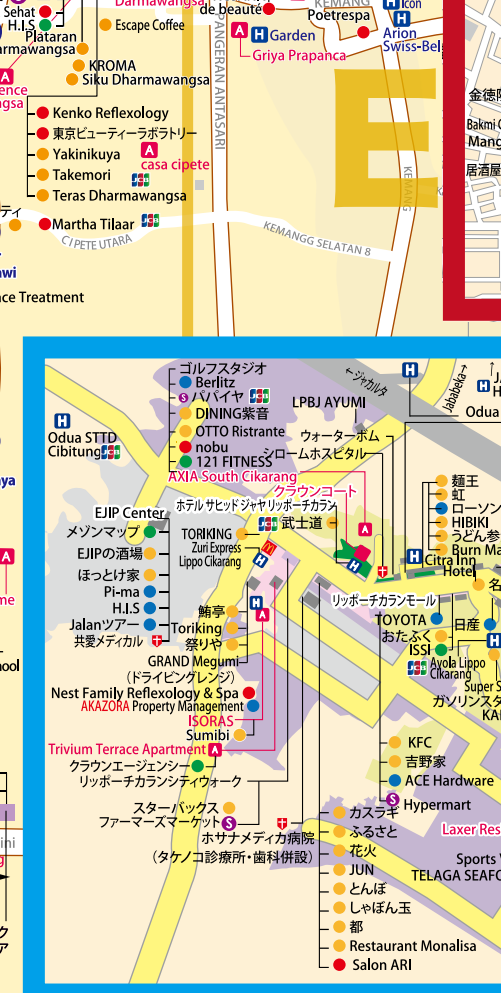 Sehat
H.I.S
Plataran
Dharmawangsa
Escape Coffee
KROMA
Siku Dharmawangsa
de beauté
KEMANG
Poetrespa
Icon
H
H
A
H Garden
Griya Prapanca
Arion
Swiss-Bel
PANGERAN ANTASARI
A
Kenko Reflexology
東京ビューティーラボラトリー
Yakinikuya
Takemori
Teras Dharmawangsa
A
casa cipete
JCB
Martha Tilaar
JCB
CIPETE UTARA
KEMANGG SELATAN 8
KEMANG
E
金徳
Bakmi
Mang
居酒屋
ティ
ace Treatment
ゴルフスタジオ
Berlitz
S パパイヤ JCB
DINING紫音
OTTO Ristrante
nobu
121 FITNESS
AXIA South Cikarang
←ジャカルタ
LPBJ AYUMI
ウォーターボム
シロームホスピタル
クラウンコート
H
Jababeka→
H
Odua
H
Odua STTD
Cibitung JCB
EJIP Center
メゾンマップ
EJIPの酒場
ほっとけ家
Pi-ma
H.I.S
Jalanツアー
共愛メディカル
ホテル サヒッド ジャヤ リッポーチカラン
JCB 武士道
TORIKING
Zuri Express
Lippo Cikarang
H
A
H
麺王
虹
ローソン
HIBIKI
うどん参
Burn Ma
H
Citra Inn
Hotel
リッポーチカランモール
H
A
鮪亭
Toriking
祭りや
GRAND Megumi
(ドライビングレンジ)
TOYOTA
おたふく
ISSI
日産
H
JCB
Ayola Lippo
Cikarang
Super S
ガソリンスタ
KA
Nest Family Reflexology & Spa
AKAZORA Property Management
ISORAS
Sumibi
Trivium Terrace Apartment A
クラウンエージェンシー
リッポーチカランシティウォーク
スターバックス
ファーマーズマーケット S
ホサナメディカ病院
(タケノコ診療所・歯科併設)
KFC
吉野家
ACE Hardware
S Hypermart
カスラギ
ふるさと
花火
JUN
とんぼ
しゃぼん玉
都
Restaurant Monalisa
Salon ARI
Laxer Res
Sports
TELAGA SEAFO